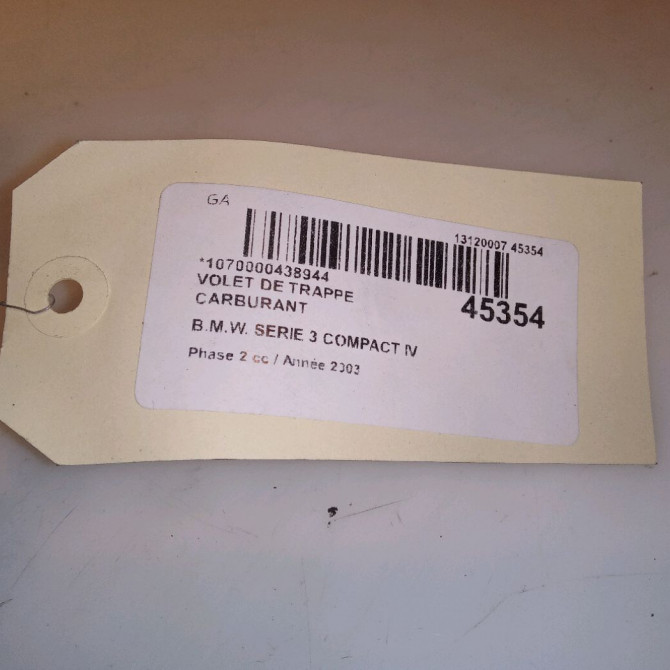 GA
13120007 45354
*1070000438944
VOLET DE TRAPPE
CARBURANT
45354
B.M.W. SERIE 3 COMPACT IV
Phase 2 cc / Année 2003